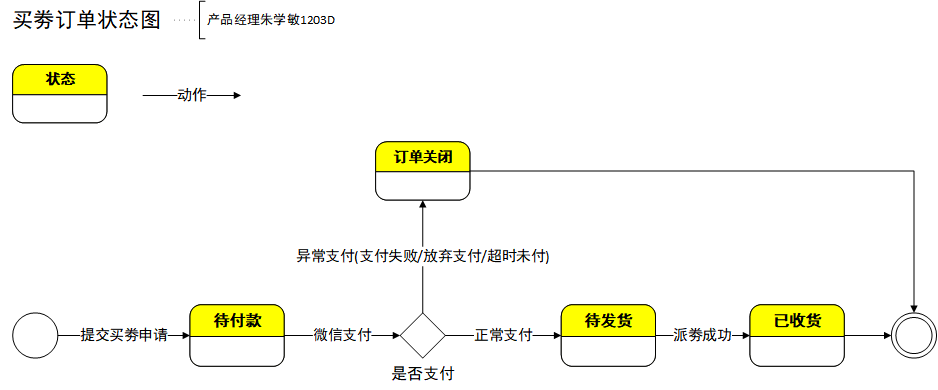 买劵订单状态图
产品经理朱学敏1203D
状态
动作
订单关闭
异常支付(支付失败/放弃支付/超时未付)
提交买劵申请
待付款
微信支付
正常支付
待发货
派劵成功
已收货
是否支付